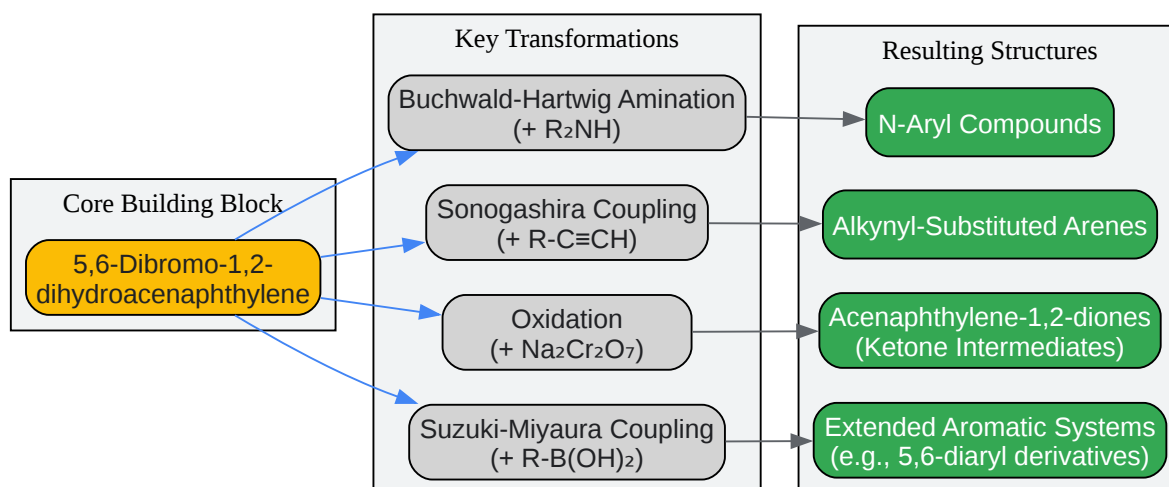 Core Building Block
5,6-Dibromo-1,2-
dihydroacenaphthylene
Key Transformations
Buchwald-Hartwig Amination
(+ R₂NH)
Sonogashira Coupling
(+ R-C≡CH)
Oxidation
(+ Na₂Cr₂O₇)
Suzuki-Miyaura Coupling
(+ R-B(OH)₂)
Resulting Structures
N-Aryl Compounds
Alkynyl-Substituted Arenes
Acenaphthylene-1,2-diones
(Ketone Intermediates)
Extended Aromatic Systems
(e.g., 5,6-diaryl derivatives)